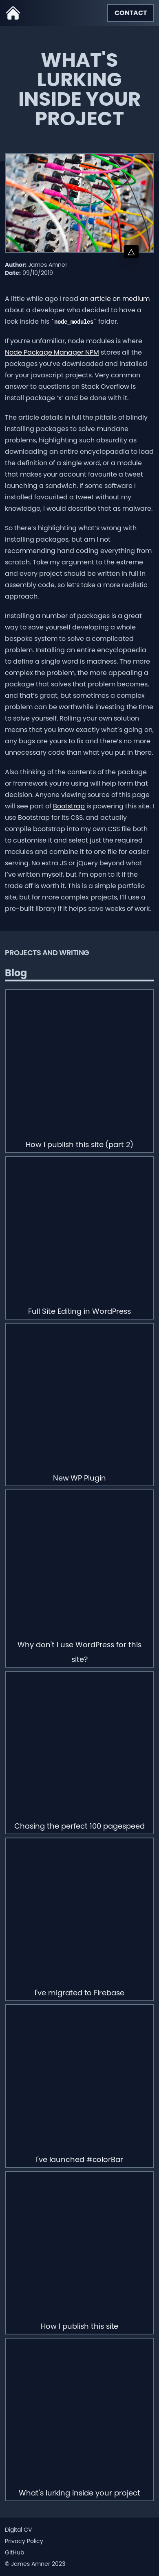 CONTACT
WHAT'S
LURKING
INSIDE YOUR
PROJECT
Author: James Amner
Date: 09/10/2019
A little while ago I read an article on medium
about a developer who decided to have a
look inside his `node_modules` folder.
If you're unfamiliar, node modules is where
Node Package Manager NPM stores all the
packages you've downloaded and installed
for your javascript projects. Very common
answer to questions on Stack Overflow is
install package 'x' and be done with it.
The article details in full the pitfalls of blindly
installing packages to solve mundane
problems, highlighting such absurdity as
downloading an entire encyclopaedia to load
the definition of a single word, or a module
that makes your account have a tweet just by
launching a sandwich. If some software I
installed favourited a tweet without my
knowledge, I would describe that as malware.
So there's highlighting what's wrong with
installing packages, but am I not
recommending hand coding everything from
scratch. Take my argument to the extreme
and every project should be written in full in
assembly code, so let's take a more realistic
approach.
Installing a number of packages is a great
way to save yourself developing a whole
bespoke system to solve a complicated
problem. Installing an entire encyclopaedia
to define a single word is madness. The more
complex the problem, the more appealing a
package that solves that problem becomes,
and that's great, but sometimes a complex
problem can be worthwhile investing the time
to solve yourself. Rolling your own solution
means that you know exactly what's going on,
any bugs are yours to fix and there's no more
unnecessary code than what you put in there.
Also thinking of the contents of the package
or framework you're using will help design
decision. Anyone viewing the source of this page
will see part of Bootstrap is powering this site. I
use Bootstrap for its CSS, and actually
compile bootstrap into my own CSS file both
to customise it and select just the required
modules and combine it to one file for easier
serving. No extra JS or jQuery beyond what
I've written myself, but I'm open to it if the
trade off is worth it. This is a simple portfolio
site, but for more complex projects, I'll use a
pre-built library if it helps save weeks of work.
PROJECTS AND WRITING
Blog
How I publish this site (part 2)
Full Site Editing in WordPress
New WP Plugin
Why don't I use WordPress for this
site?
Chasing the perfect 100 pagespeed
I've migrated to Firebase
I've launched #colorBar
How I publish this site
What's lurking inside your project
Digital CV
Privacy Policy
GitHub
© James Amner 2023